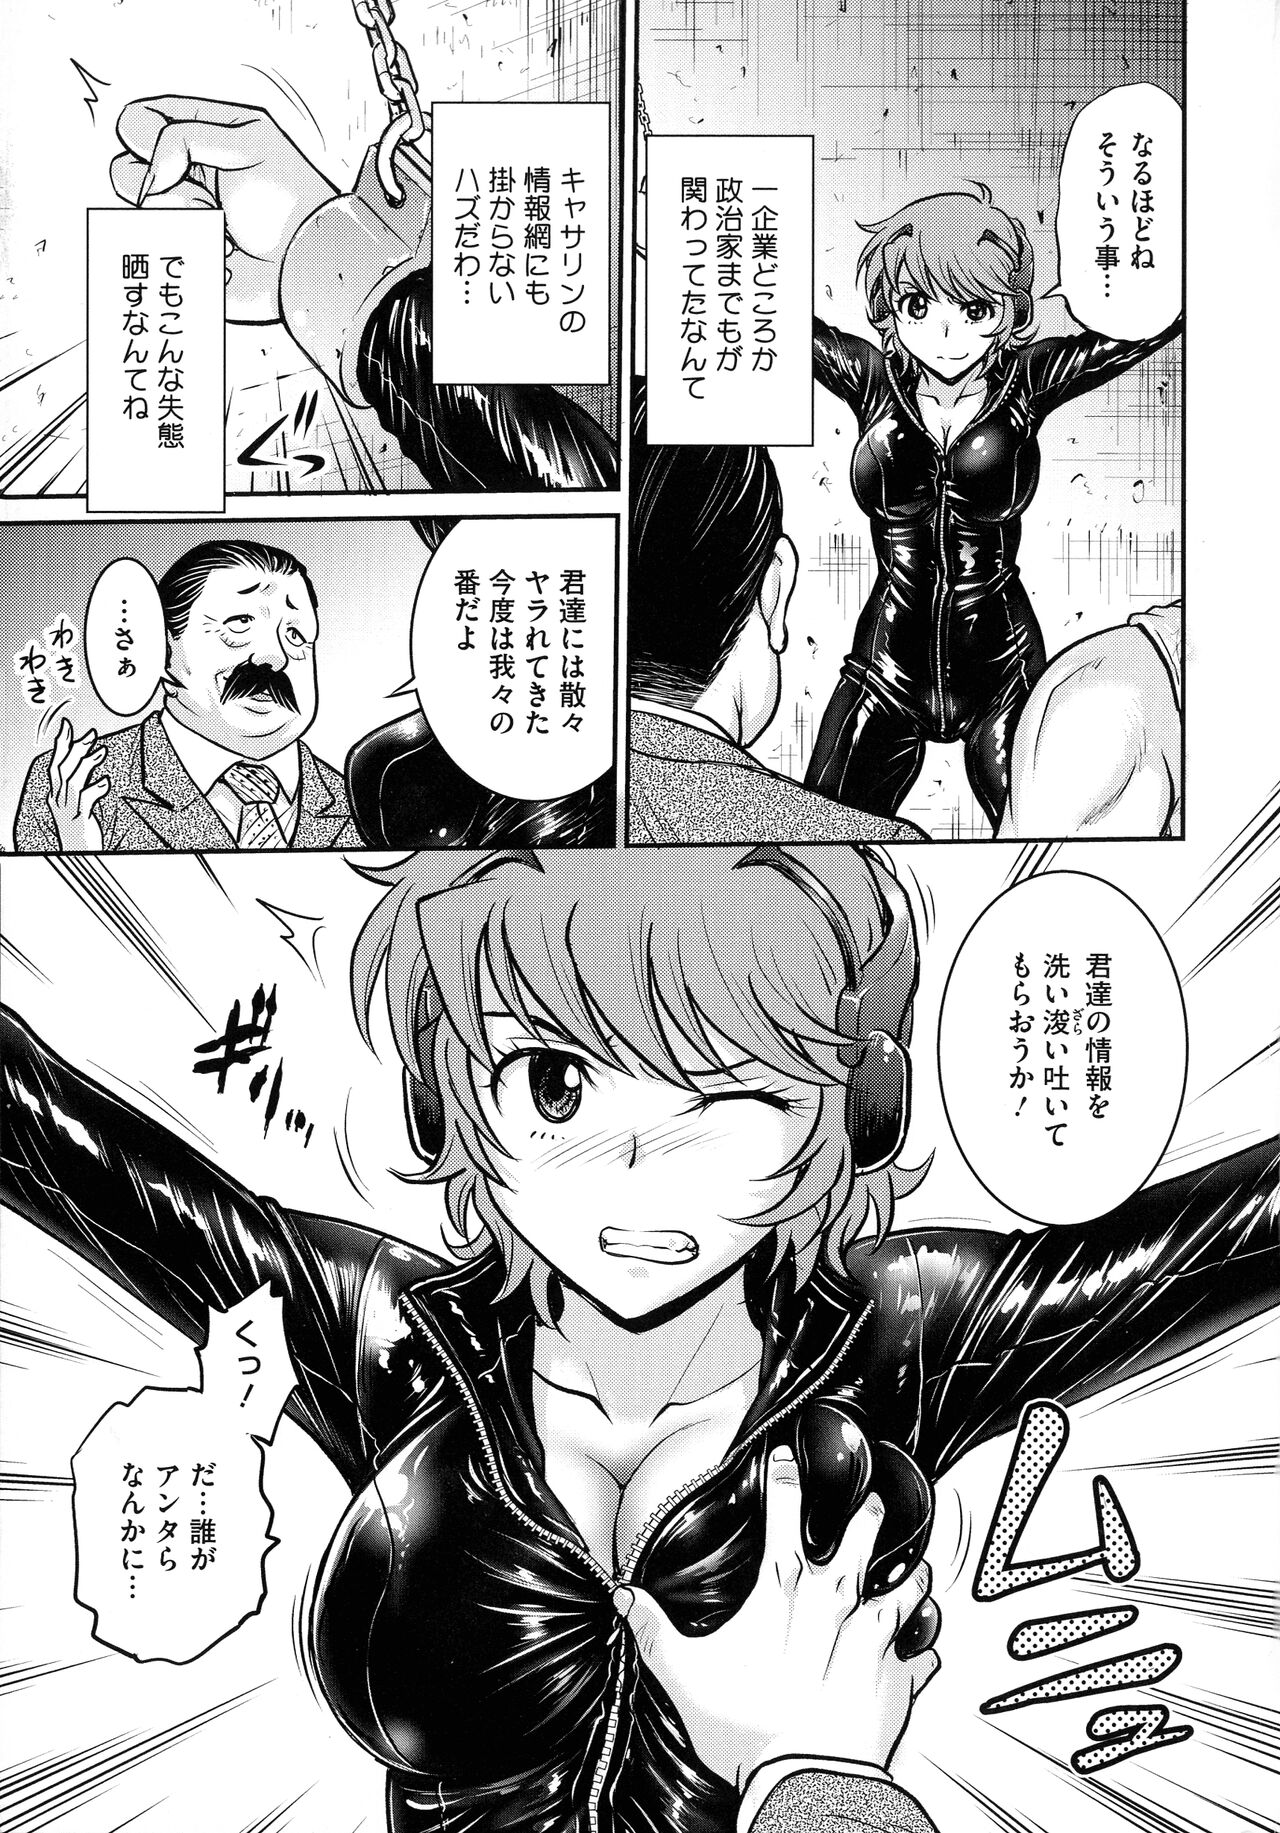 なるほどね
そういう事…
一企業どころか
政治家までもが
関わってたなんて
キャサリンの
情報網にも
掛からない
ハズだわ…
でもこんな失態
晒すなんてね
ぐっ
君達には散々
ヤラれてきた
今度は我々の
番だよ
…さぁ
わき
わき
君達の情報を
洗い浚い吐いて
ざら
もらおうか！
ギシッ
ムニュ
くっ！
だ…誰が
アンタら
なんかに…